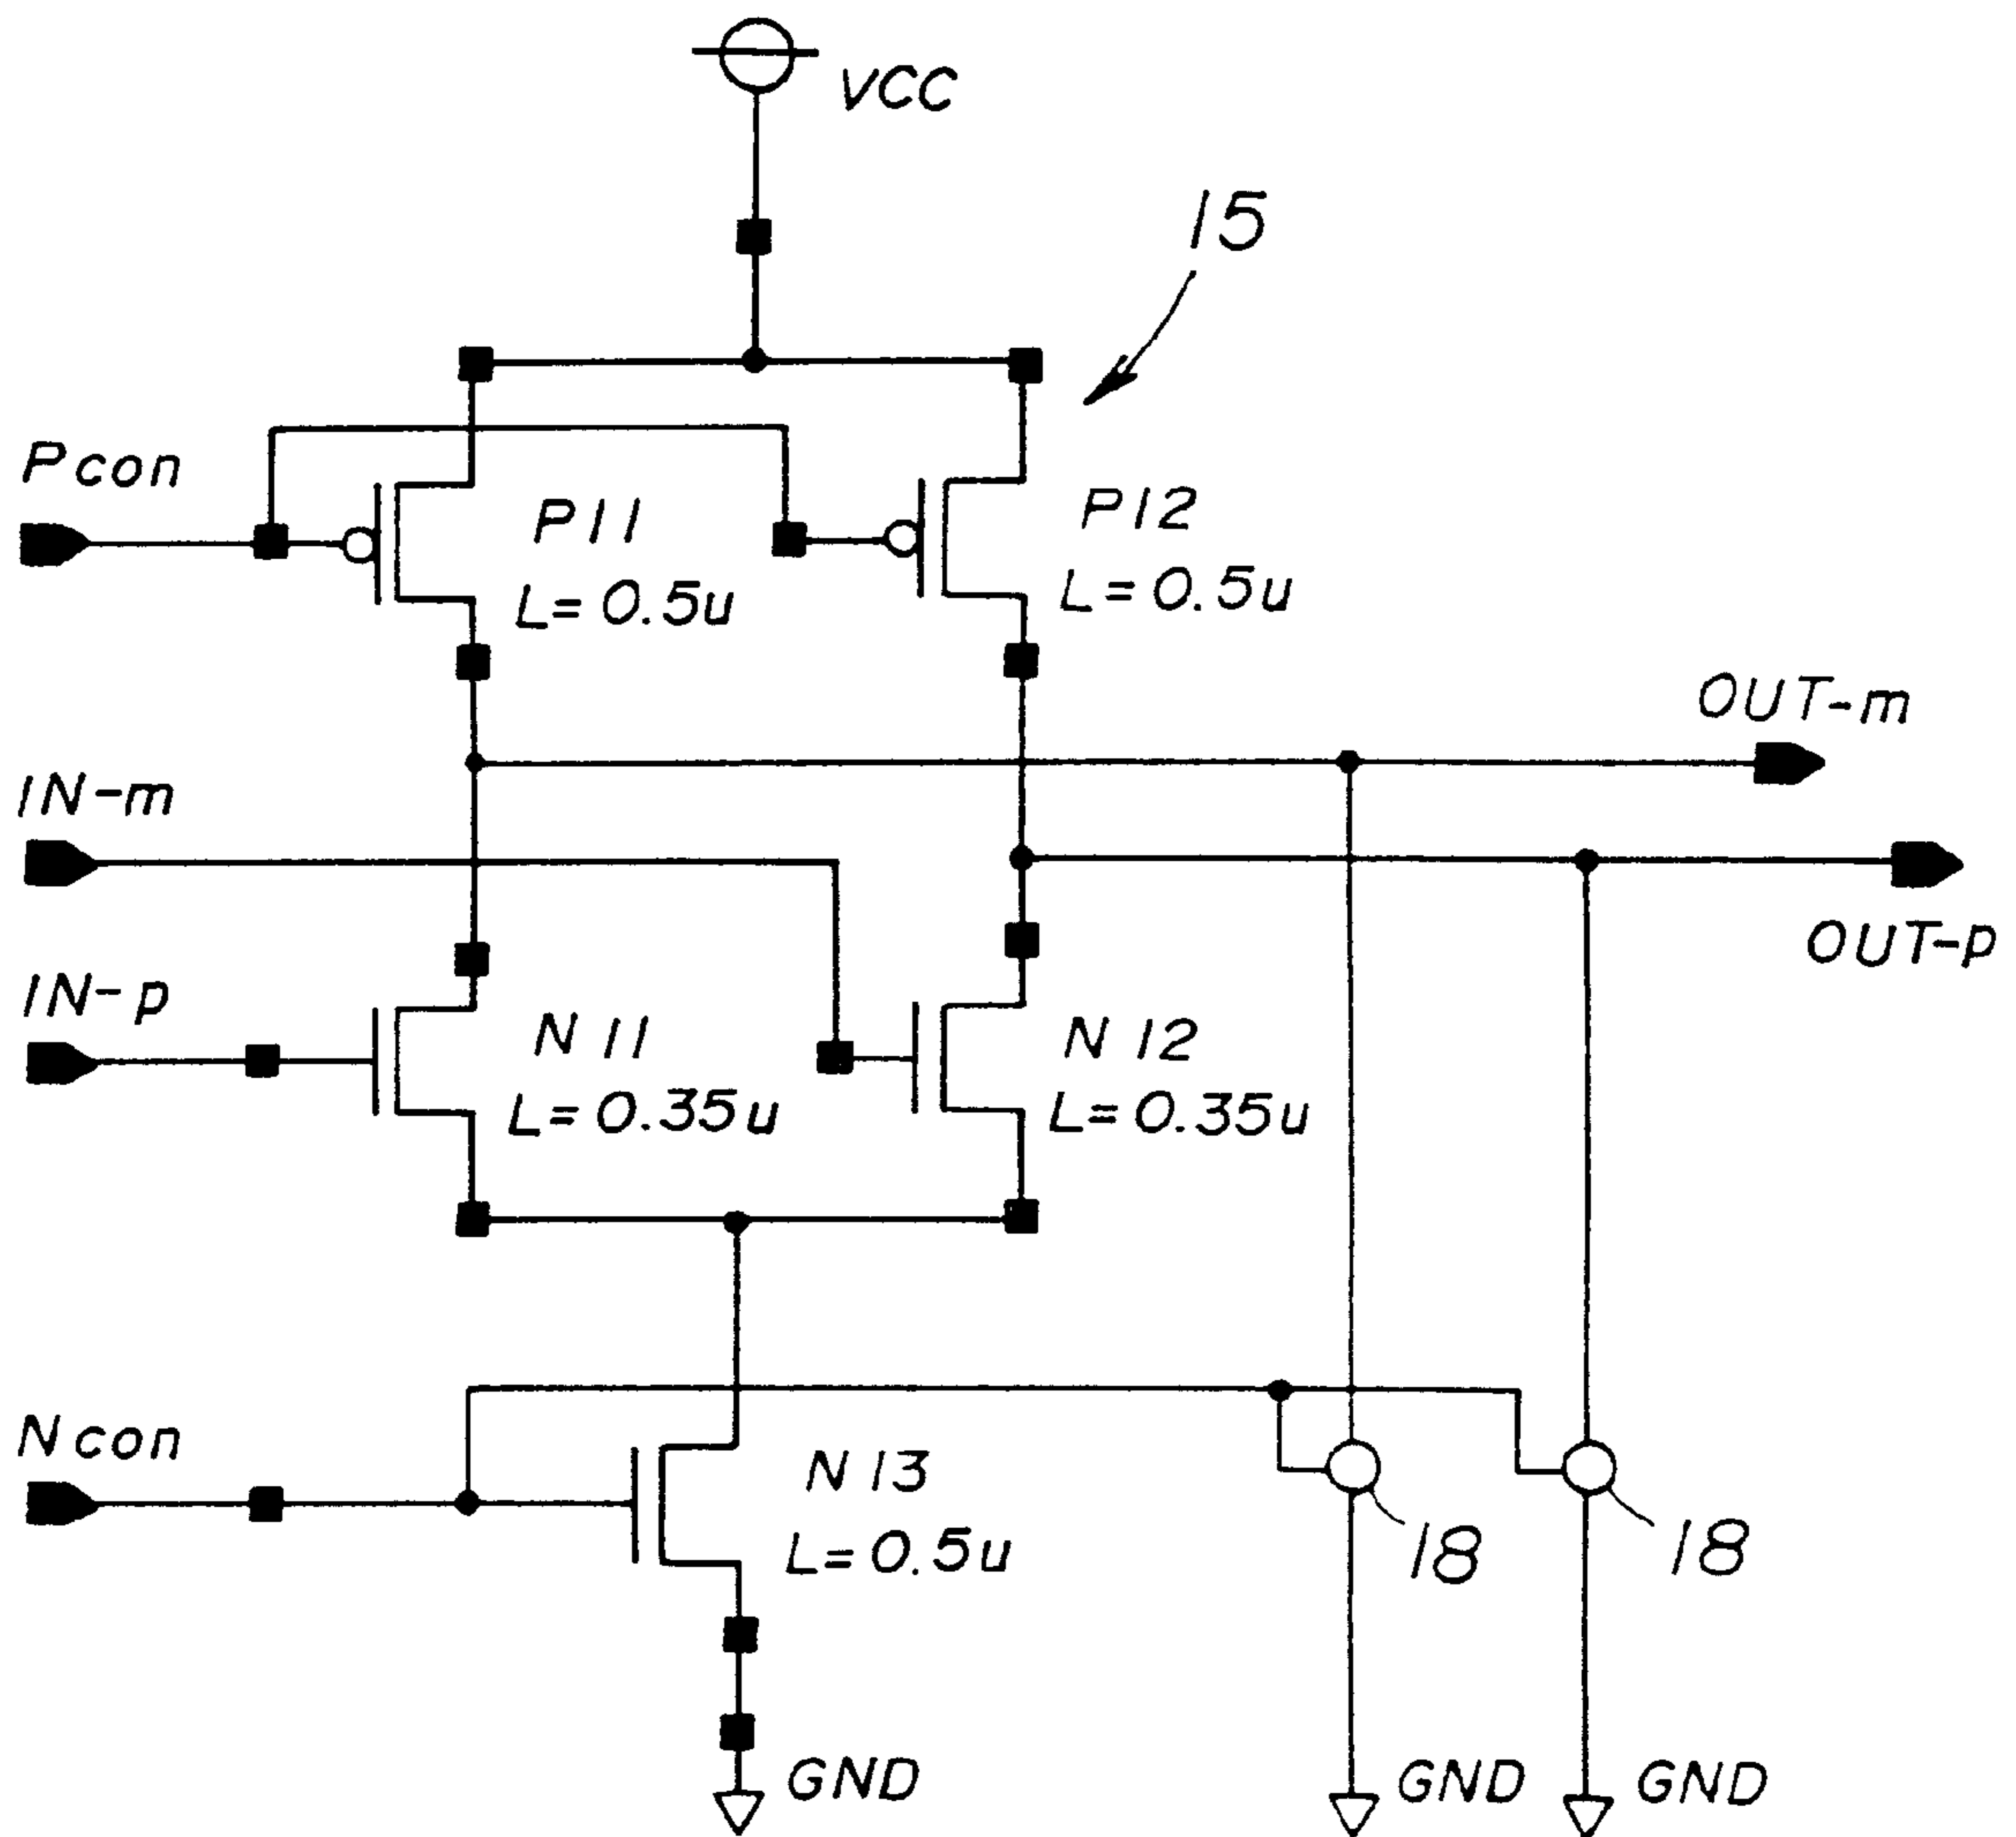 VCC
15
Pcon
P11
L=0.5u
P12
L=0.5u
OUT-m
IN-m
OUT-p
IN-p
N11
L=0.35u
N12
L=0.35u
Ncon
N13
L=0.5u
18
18
GND
GND
GND